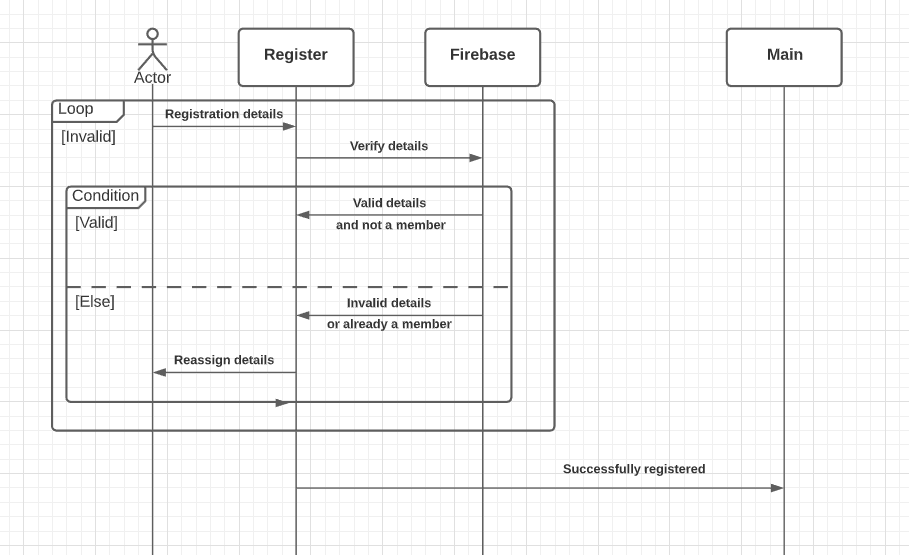 Actor
Register
Firebase
Main
Loop
[Invalid]
Registration details
Verify details
Condition
[Valid]
Valid details
and not a member
[Else]
Invalid details
or already a member
Reassign details
Successfully registered